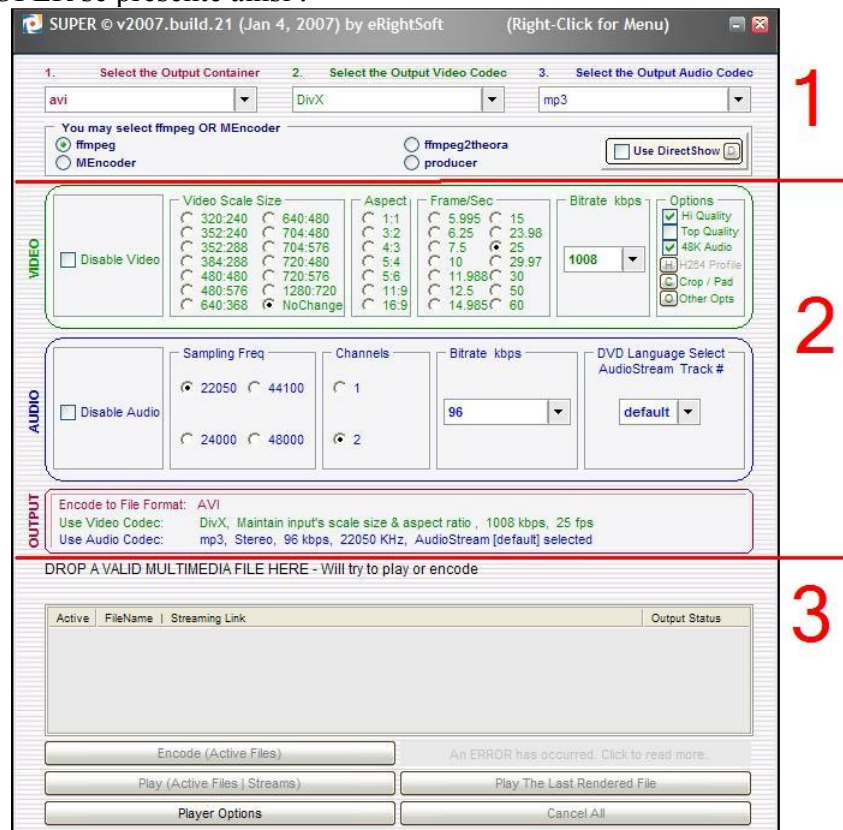 SUPER se présente ainsi :
SUPER © v2007.build.21 (Jan 4, 2007) by eRightSoft (Right-Click for Menu)
1. Select the Output Container 2. Select the Output Video Codec 3. Select the Output Audio Codec
avi DivX mp3
1
You may select ffmpeg OR MEncoder
ffmpeg ffmpeg2theora
MEncoder producer
Use DirectShow D
VIDEO
Disable Video
Video Scale Size
320:240 640:480
352:240 704:480
352:288 704:576
384:288 720:480
480:480 720:576
480:576 1280:720
640:368 NoChange
Aspect
1:1
3:2
4:3
5:4
5:6
11:9
16:9
Frame/Sec
5.995 15
6.25 23.98
7.5 25
10 29.97
11.988 30
12.5 50
14.985 60
Bitrate kbps
1008
Options
Hi Quality
Top Quality
48K Audio
H H264 Profile
C Crop / Pad
O Other Opts
2
AUDIO
Disable Audio
Sampling Freq
22050 44100
24000 48000
Channels
1
2
Bitrate kbps
96
DVD Language Select
AudioStream Track #
default
OUTPUT
Encode to File Format: AVI
Use Video Codec: DivX, Maintain input's scale size & aspect ratio , 1008 kbps, 25 fps
Use Audio Codec: mp3, Stereo, 96 kbps, 22050 KHz, AudioStream [default] selected
DROP A VALID MULTIMEDIA FILE HERE - Will try to play or encode
3
Active FileName | Streaming Link Output Status
Encode (Active Files) An ERROR has occurred. Click to read more..
Play (Active Files | Streams) Play The Last Rendered File
Player Options Cancel All